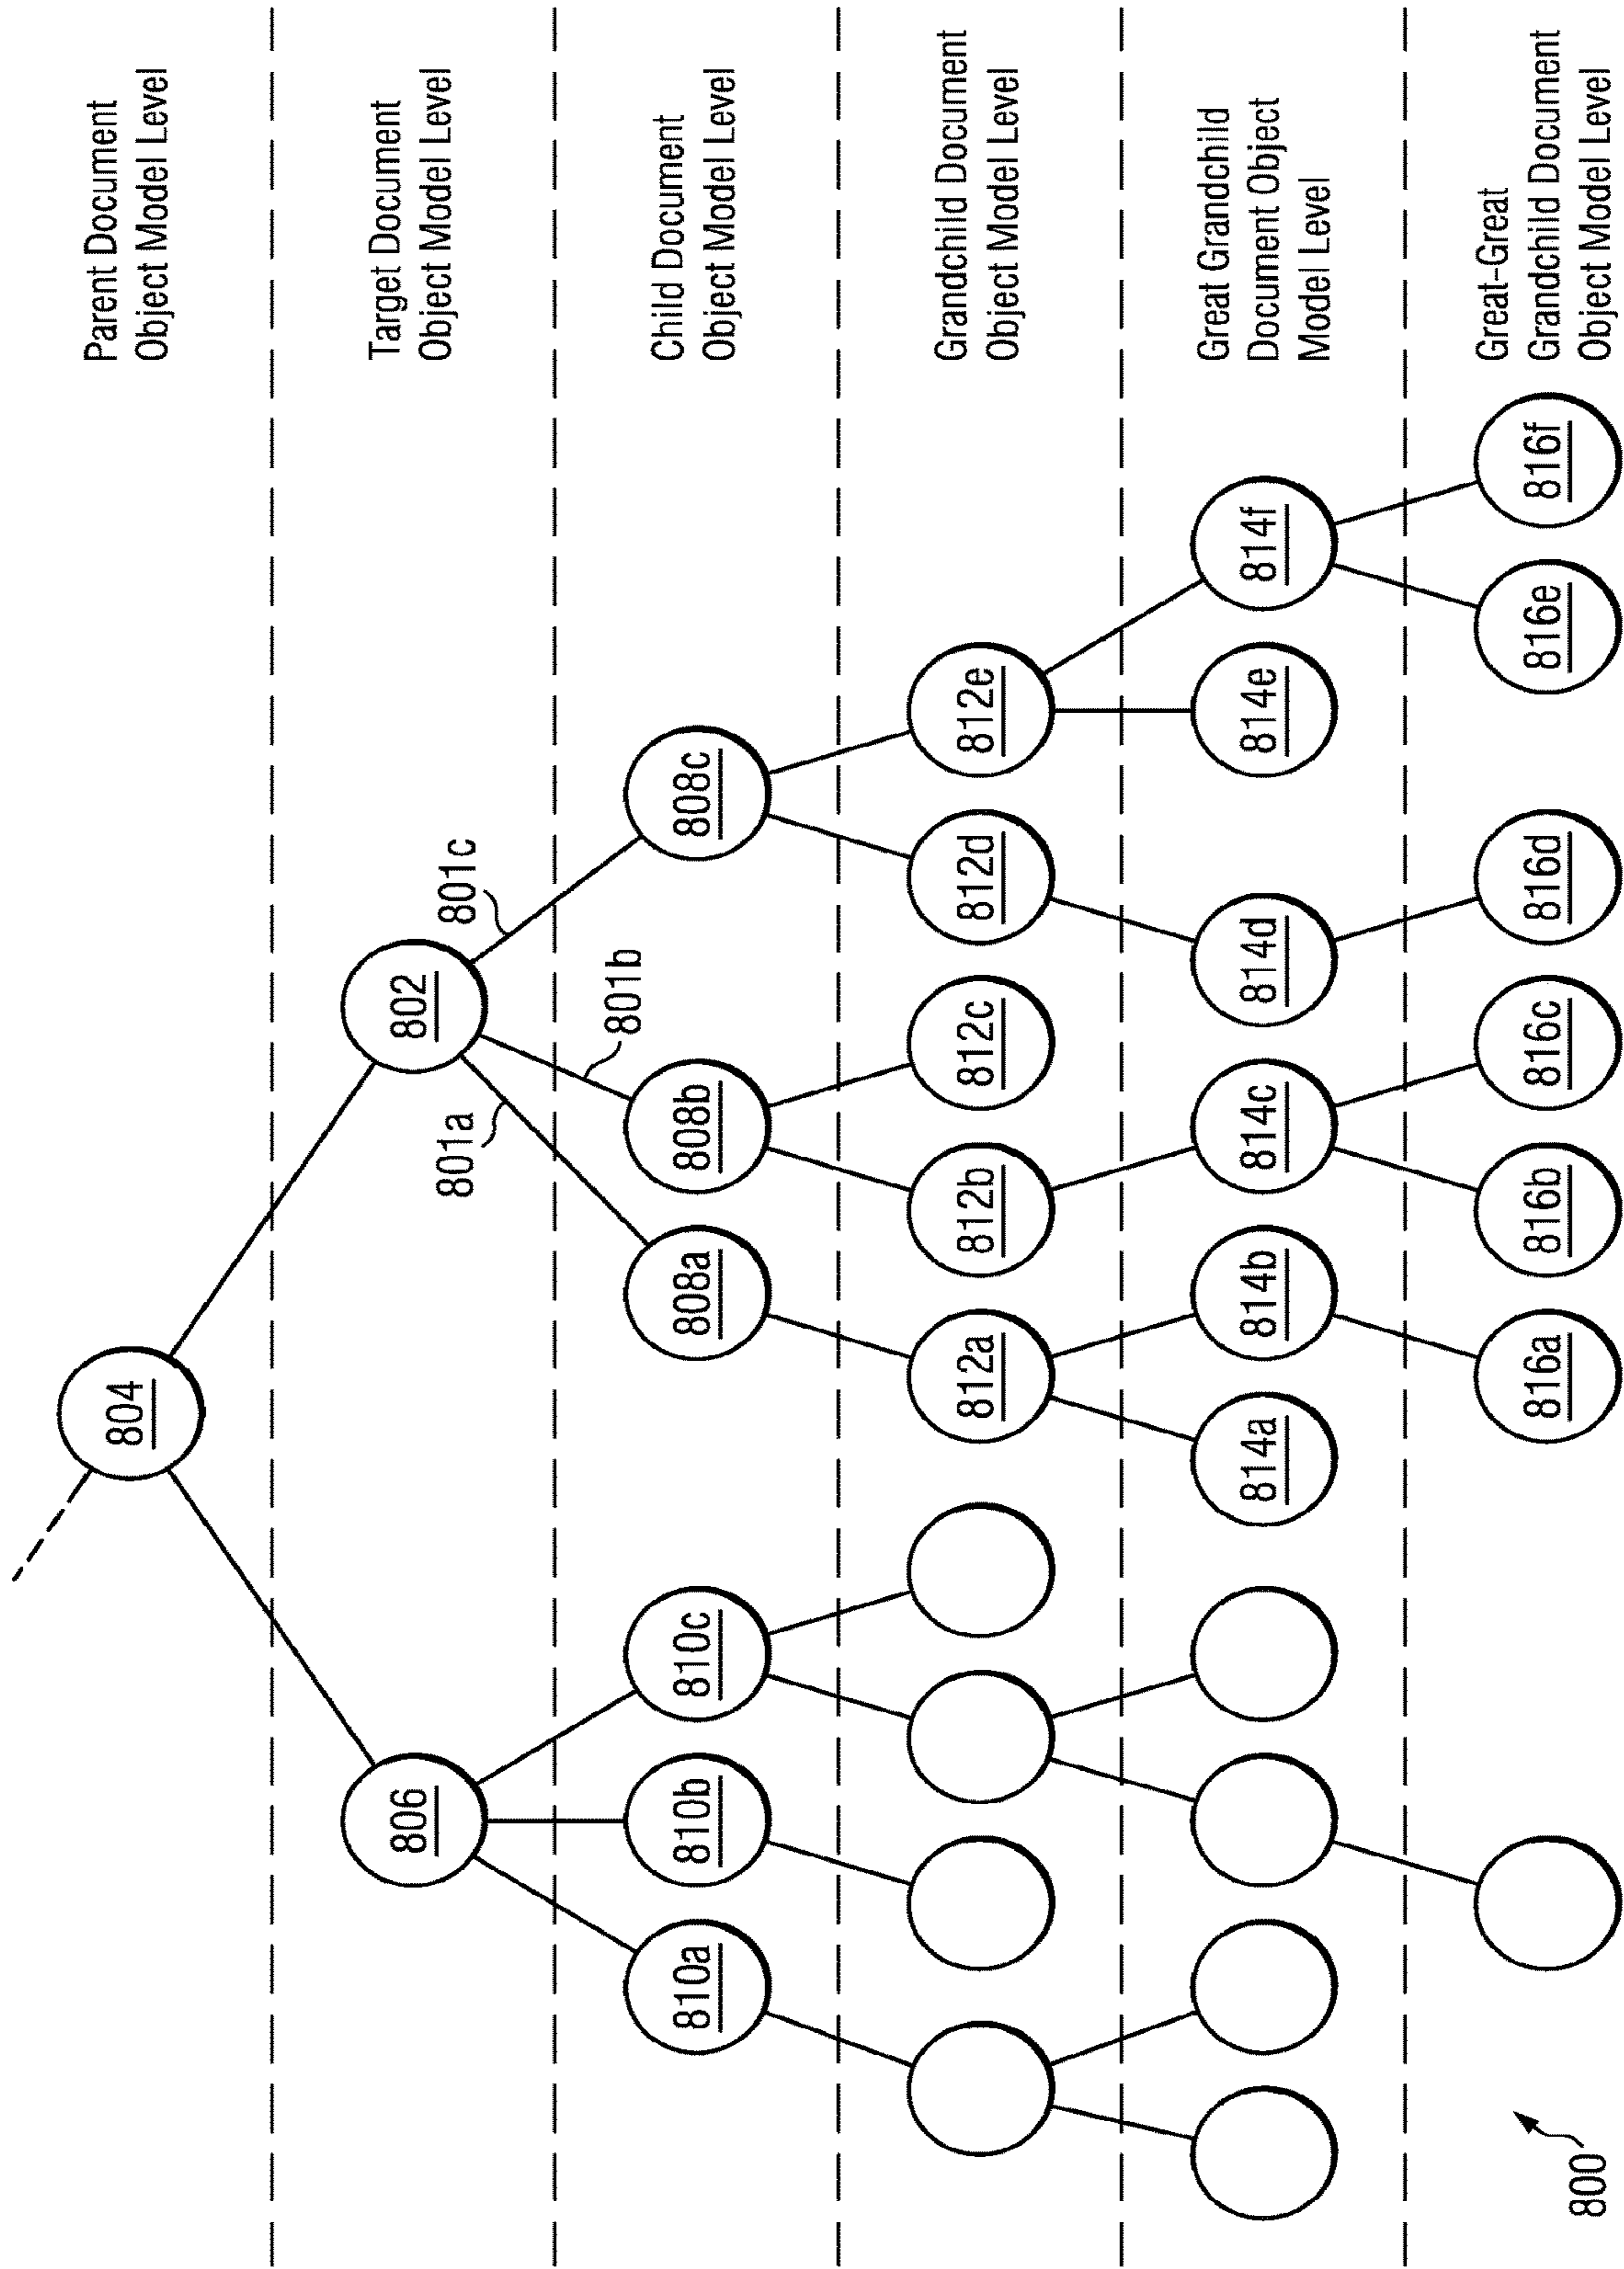 804
Parent Document
Object Model Level
806
802
Target Document
Object Model Level
801a
801c
801b
810a
810b
810c
808a
808b
808c
Child Document
Object Model Level
812a
812b
812c
812d
812e
Grandchild Document
Object Model Level
814a
814b
814c
814d
814e
814f
Great Grandchild
Document Object
Model Level
816a
816b
816c
816d
816e
816f
Great-Great
Grandchild Document
Object Model Level
800